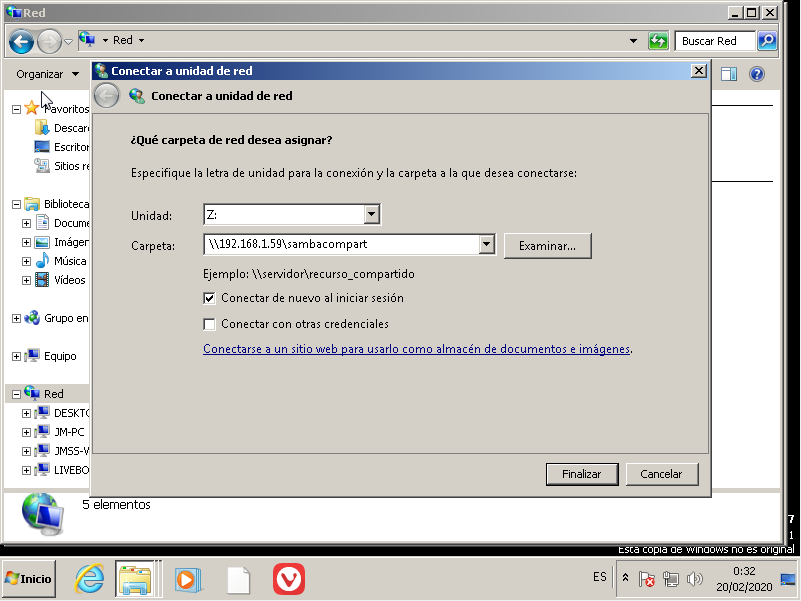 Red
Red
Buscar Red
Organizar
Conectar a unidad de red
Conectar a unidad de red
¿Qué carpeta de red desea asignar?
Especifique la letra de unidad para la conexión y la carpeta a la que desea conectarse:
Unidad:
Z:
Carpeta:
\\192.168.1.59\sambacompart
Examinar...
Ejemplo: \\servidor\recurso_compartido
Conectar de nuevo al iniciar sesión
Conectar con otras credenciales
Conectarse a un sitio web para usarlo como almacén de documentos e imágenes.
Finalizar
Cancelar
Favoritos
Descar
Escritor
Sitios re
Biblioteca
Docume
Imáger
Música
Vídeos
Grupo en
Equipo
Red
DESKTO
JM-PC
JMSS-V
LIVEBO
5 elementos
7
1
Esta copia de Windows no es original
Inicio
ES
0:32
20/02/2020